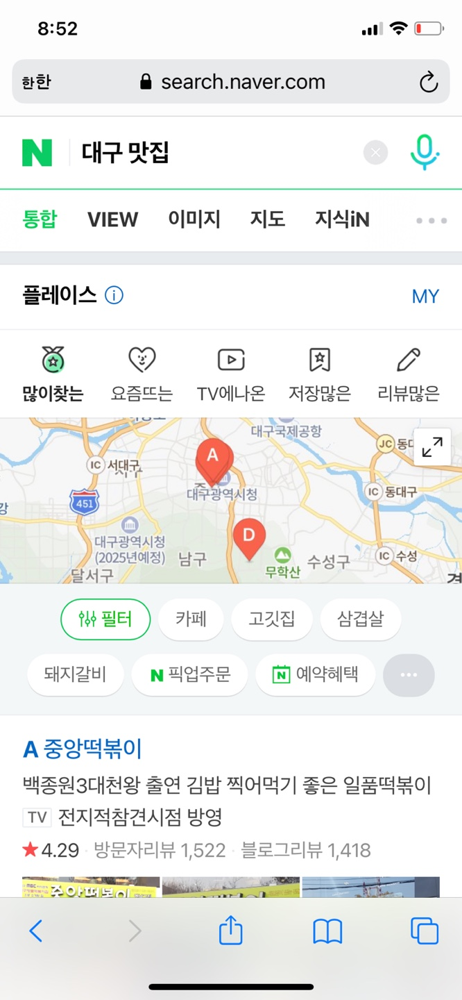 8:52
한한 search.naver.com
N 대구 맛집
통합 VIEW 이미지 지도 지식iN
플레이스 MY
많이찾는 요즘뜨는 TV에나온 저장많은 리뷰많은
대구국제공항
JC
IC 서대구
A
대구광역시청
IC 동대구
451
강
D
대구광역시청
(2025년예정)
남구
무학산
수성구
IC 수성
달서구
필터 카페 고깃집 삼겹살
돼지갈비 N 픽업주문 N 예약혜택
A 중앙떡볶이
백종원3대천왕 출연 김밥 찍어먹기 좋은 일품떡볶이
TV 전지적참견시점 방영
4.29 · 방문자리뷰 1,522 · 블로그리뷰 1,418
중앙떡볶이